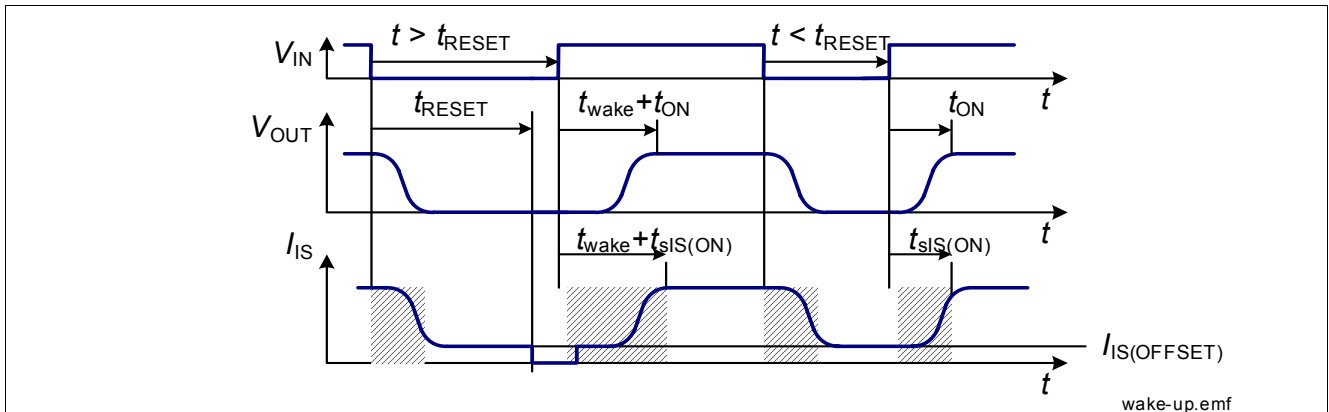 V_IN
t > t_RESET
t < t_RESET
t
V_OUT
t_RESET
t_wake+t_ON
t_ON
t
I_IS
t_wake+t_sIS(ON)
t_sIS(ON)
I_IS(OFFSET)
t
wake-up.emf